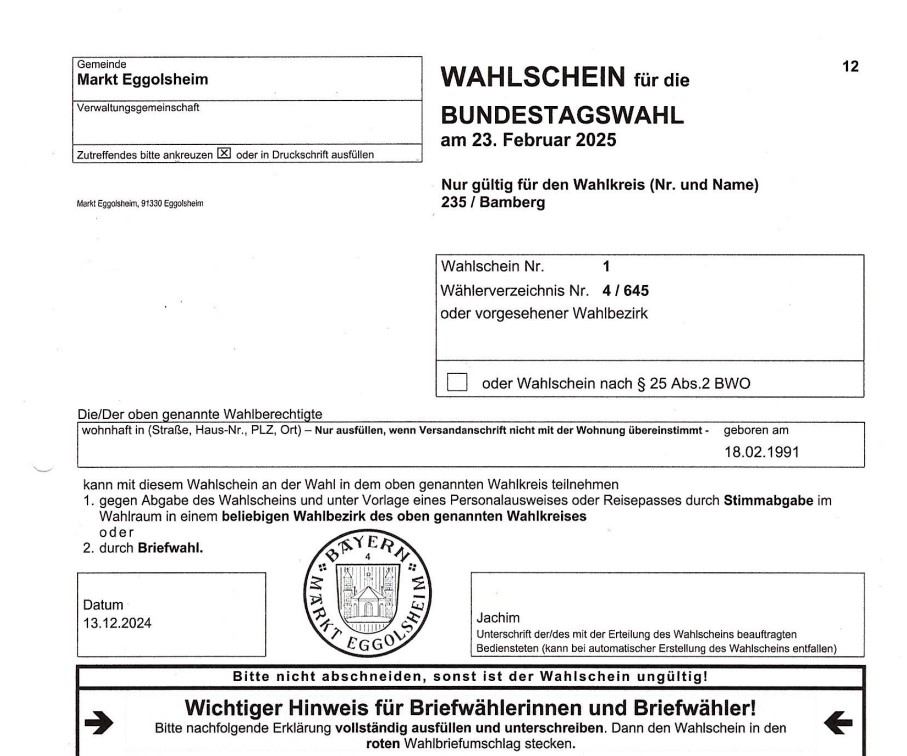 Gemeinde
Markt Eggolsheim
Verwaltungsgemeinschaft
Zutreffendes bitte ankreuzen ☒ oder in Druckschrift ausfüllen
Markt Eggolsheim, 91330 Eggolsheim
12
WAHLSCHEIN für die
BUNDESTAGSWAHL
am 23. Februar 2025
Nur gültig für den Wahlkreis (Nr. und Name)
235 / Bamberg
Wahlschein Nr. 1
Wählerverzeichnis Nr. 4 / 645
oder vorgesehener Wahlbezirk
☐ oder Wahlschein nach § 25 Abs.2 BWO
Die/Der oben genannte Wahlberechtigte
wohnhaft in (Straße, Haus-Nr., PLZ, Ort) – Nur ausfüllen, wenn Versandanschrift nicht mit der Wohnung übereinstimmt -
geboren am
18.02.1991
kann mit diesem Wahlschein an der Wahl in dem oben genannten Wahlkreis teilnehmen
1. gegen Abgabe des Wahlscheins und unter Vorlage eines Personalausweises oder Reisepasses durch Stimmabgabe im
Wahlraum in einem beliebigen Wahlbezirk des oben genannten Wahlkreises
oder
2. durch Briefwahl.
BAYERN
4
MARKT EGGOLSHEIM
Datum
13.12.2024
Jachim
Unterschrift der/des mit der Erteilung des Wahlscheins beauftragten
Bediensteten (kann bei automatischer Erstellung des Wahlscheins entfallen)
Bitte nicht abschneiden, sonst ist der Wahlschein ungültig!
Wichtiger Hinweis für Briefwählerinnen und Briefwähler!
Bitte nachfolgende Erklärung vollständig ausfüllen und unterschreiben. Dann den Wahlschein in den
roten Wahlbriefumschlag stecken.